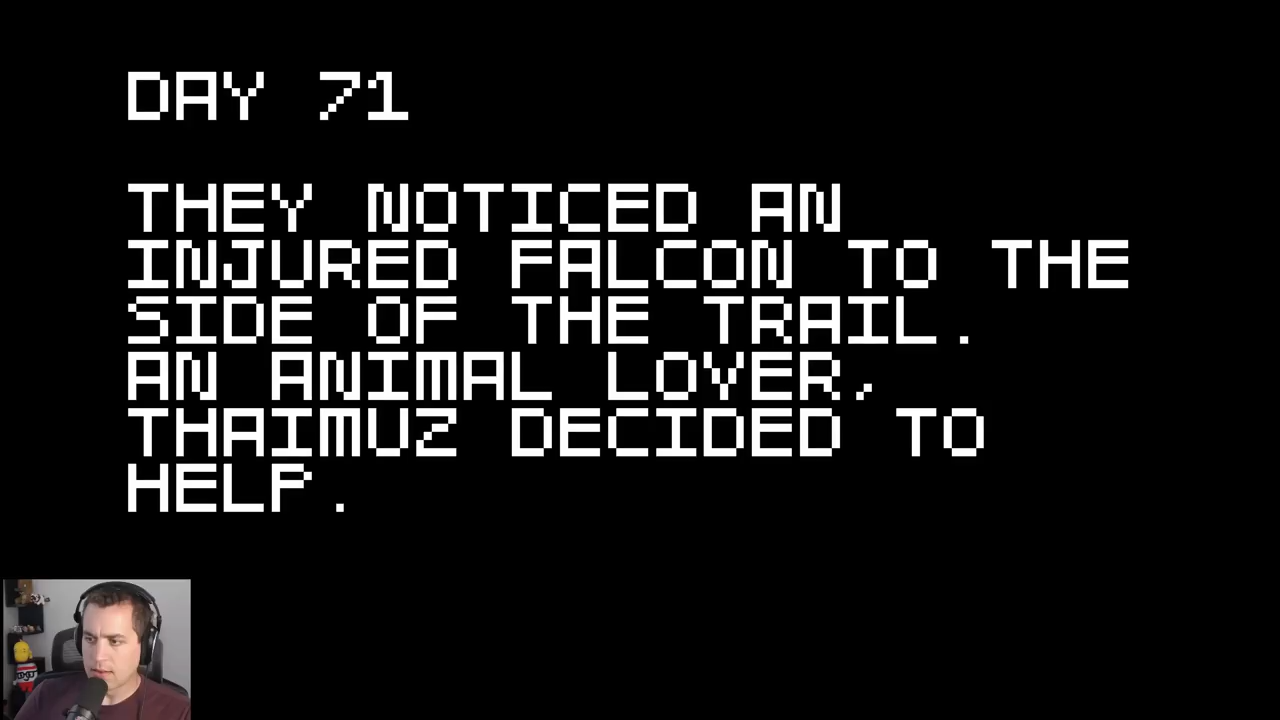 DAY 71
THEY NOTICED AN
INJURED FALCON TO THE
SIDE OF THE TRAIL.
AN ANIMAL LOVER,
THAIMUZ DECIDED TO
HELP.